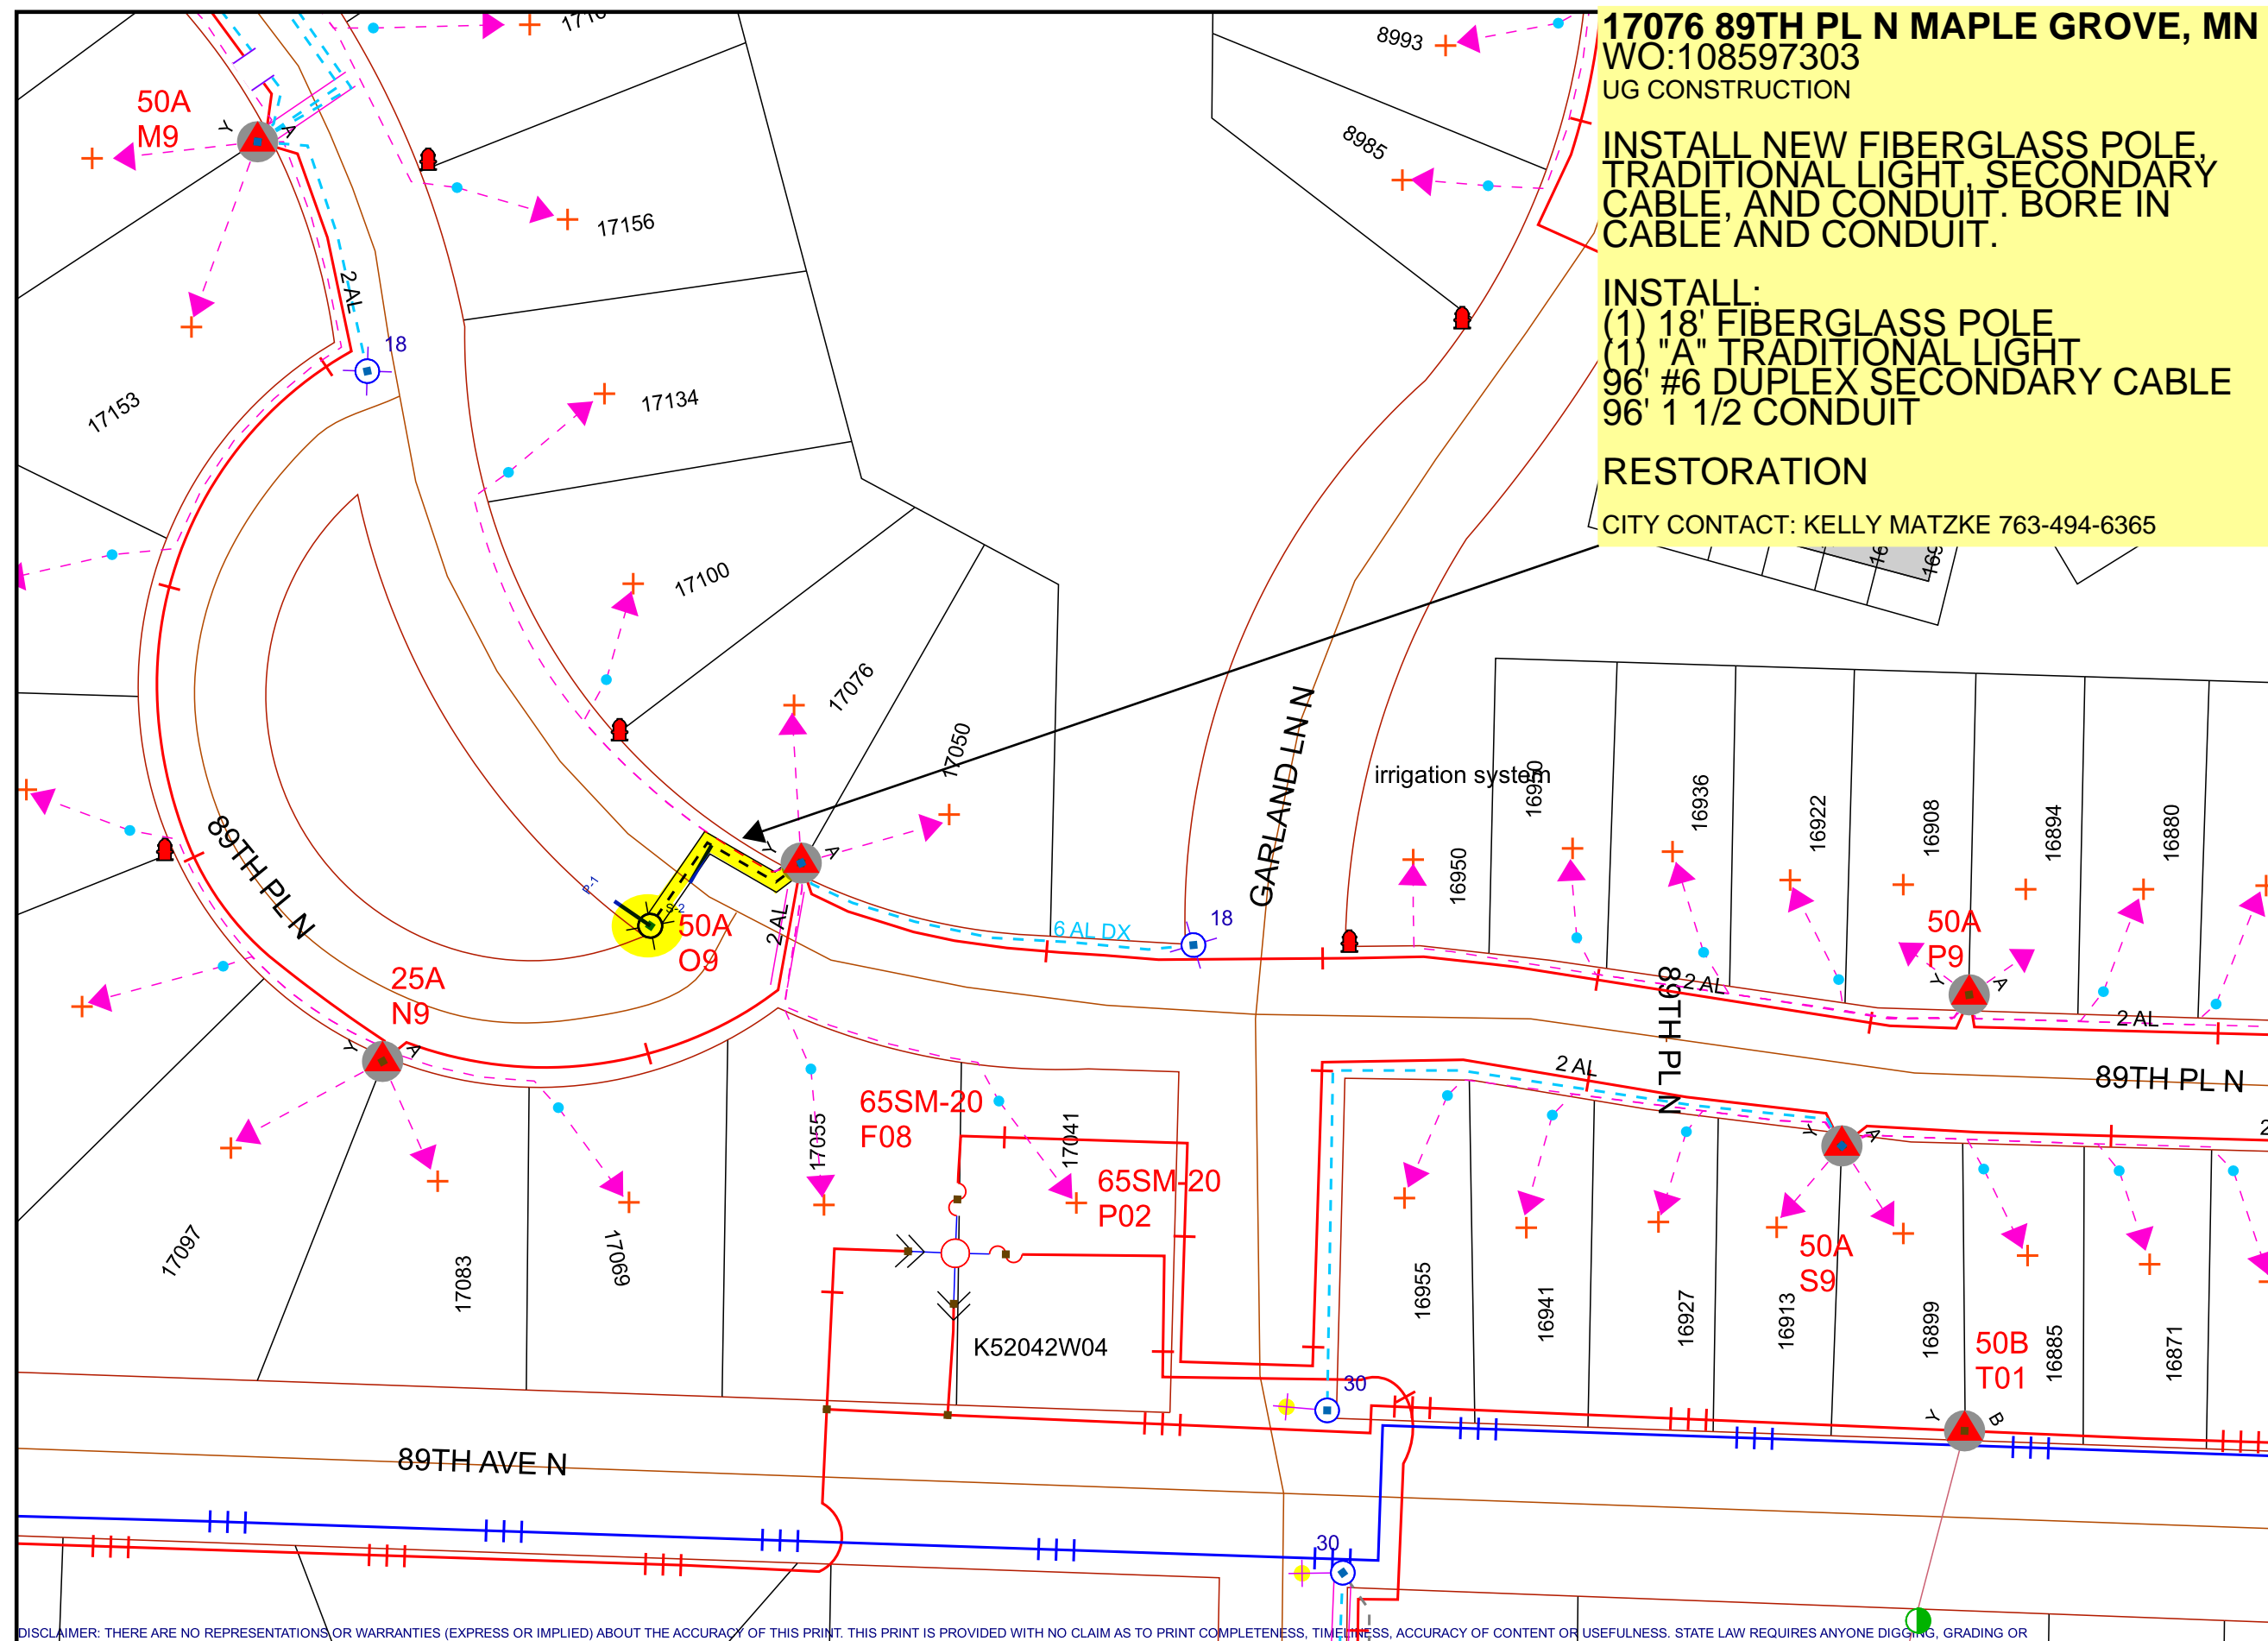 17076 89TH PL N MAPLE GROVE, MN
WO:108597303
UG CONSTRUCTION
INSTALL NEW FIBERGLASS POLE,
TRADITIONAL LIGHT, SECONDARY
CABLE, AND CONDUIT. BORE IN
CABLE AND CONDUIT.
INSTALL:
(1) 18' FIBERGLASS POLE
(1) "A" TRADITIONAL LIGHT
96' #6 DUPLEX SECONDARY CABLE
96' 1 1/2 CONDUIT
RESTORATION
CITY CONTACT: KELLY MATZKE 763-494-6365
8993
50A
M9
Y
A
8985
17156
2 AL
18
17153
17134
17100
17076
17050
irrigation system
GARLAND LN N
16950
16936
16922
16908
16894
16880
16950
89TH PL N
P-1
S-2
50A
O9
Y
A
2 AL
6 AL DX
18
50A
P9
Y
A
2 AL
2 AL
25A
N9
Y
A
89TH PL N
2 AL
89TH PL N
65SM-20
F08
17055
17041
65SM-20
P02
Y
A
50A
S9
17097
17083
17069
K52042W04
16955
16941
16927
16913
16899
50B
T01
16885
16871
30
Y
B
89TH AVE N
30
DISCLAIMER: THERE ARE NO REPRESENTATIONS OR WARRANTIES (EXPRESS OR IMPLIED) ABOUT THE ACCURACY OF THIS PRINT. THIS PRINT IS PROVIDED WITH NO CLAIM AS TO PRINT COMPLETENESS, TIMELINESS, ACCURACY OF CONTENT OR USEFULNESS. STATE LAW REQUIRES ANYONE DIGGING, GRADING OR